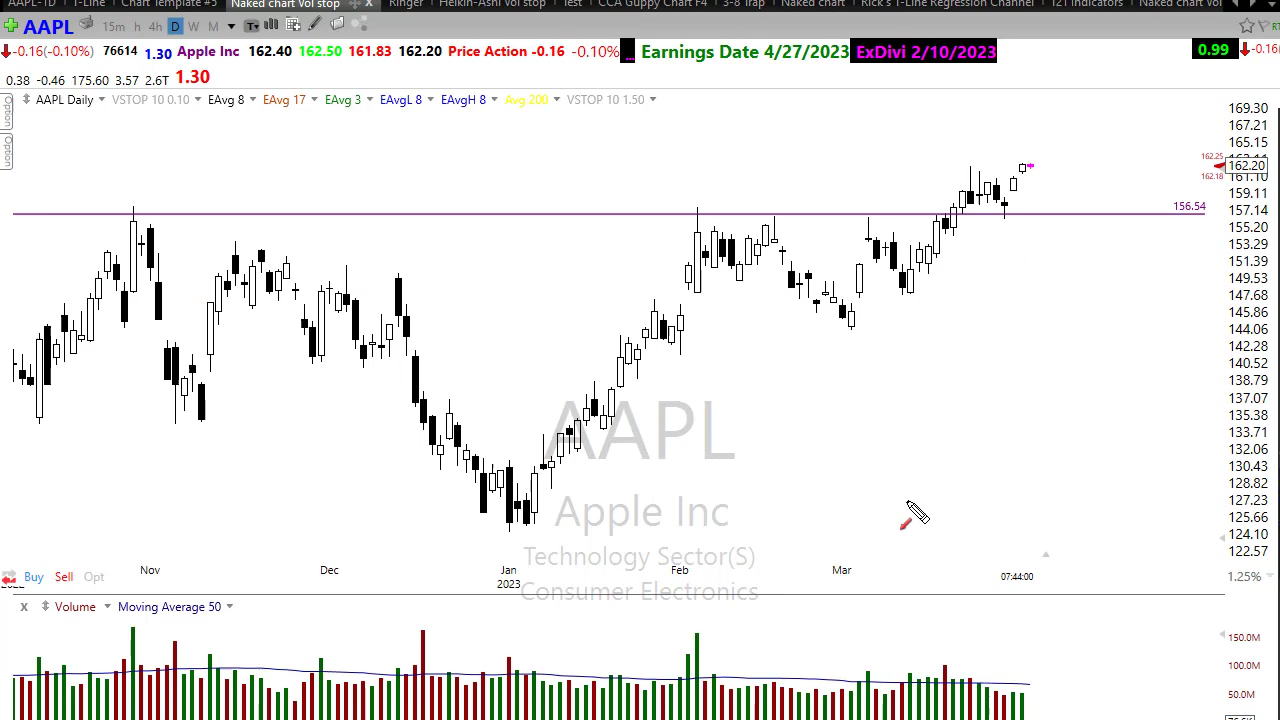 AAPL-1D T-Line Chart Template #5 Naked chart Vol stop X Ringer Heikin-Ashi Vol stop Test CCA Guppy Chart F4 3-8 Trap Naked chart Rick's T-Line Regression Channel T21 Indicators Naked chart Vol
AAPL 15m h 4h D W M T
-0.16(-0.10%) 76614 1.30 Apple Inc 162.40 162.50 161.83 162.20 Price Action -0.16 -0.10% ... Earnings Date 4/27/2023 ExDivi 2/10/2023 0.99 -0.16
0.38 -0.46 175.60 3.57 2.6T 1.30
AAPL Daily VSTOP 10 0.10 EAvg 8 EAvg 17 EAvg 3 EAvgL 8 EAvgH 8 Avg 200 VSTOP 10 1.50
Option
Option
169.30
167.21
165.15
162.25
162.20
162.18
161.10
159.11
157.14
156.54
155.20
153.29
151.39
149.53
147.68
145.86
144.06
142.28
140.52
138.79
137.07
135.38
133.71
132.06
130.43
128.82
127.23
125.66
124.10
122.57
AAPL
Apple Inc
Technology Sector(S)
Consumer Electronics
Nov Dec Jan Feb Mar
2023
07:44:00
Buy Sell Opt
1.25%
X Volume Moving Average 50
150.0M
100.0M
50.0M